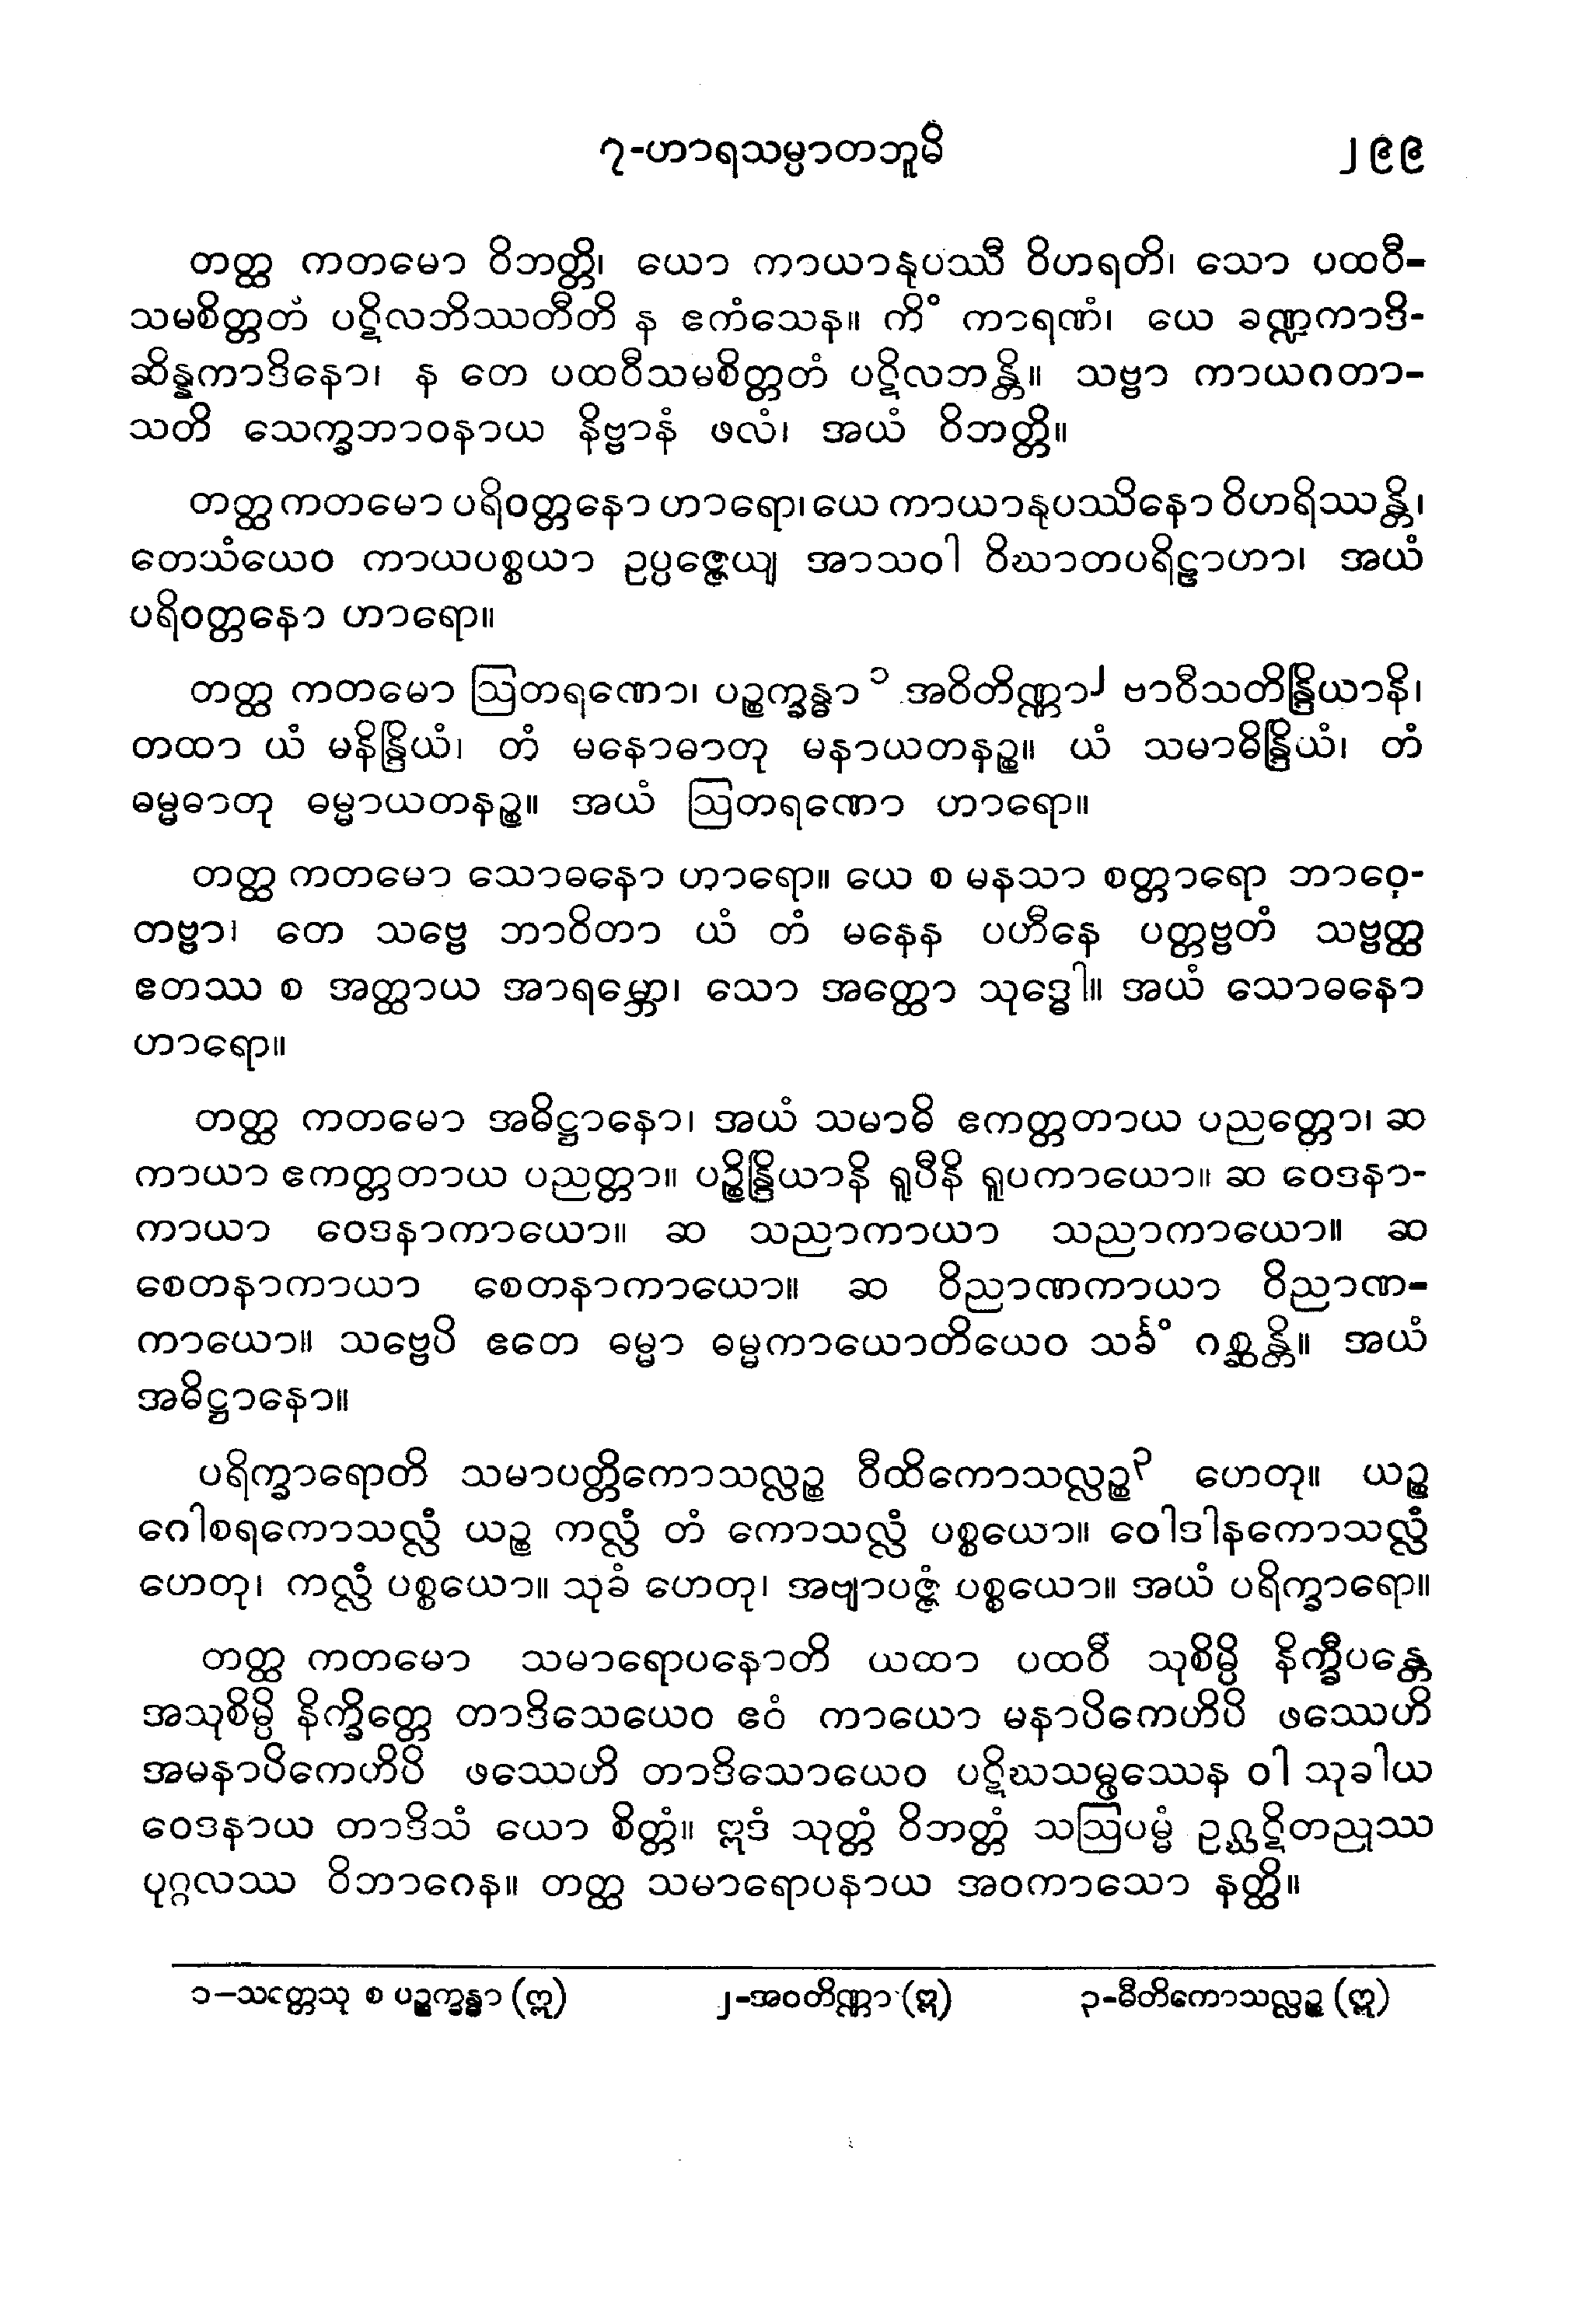 ၇-ဟာရသမ္ပာတဘူမိ ၂၉၉
တတ္ထ ကတမော ဝိဘတ္တိ၊ ယော ကာယာနုပဿီ ဝိဟရတိ၊ သော ပထဝီ-
သမစိတ္တတံ ပဋိလဘိဿတီတိ န ဧကံသေန။ ကိံ ကာရဏံ၊ ယေ ခဏ္ဍကာဒိ-
ဆိန္နကာဒိနော၊ န တေ ပထဝီသမစိတ္တတံ ပဋိလဘန္တိ။ သဗ္ဗာ ကာယဂတာ-
သတိ သေက္ခဘာဝနာယ နိဗ္ဗာနံ ဖလံ၊ အယံ ဝိဘတ္တိ။
တတ္ထ ကတမော ပရိဝတ္တနော ဟာရော၊ ယေ ကာယာနုပဿိနော ဝိဟရိဿန္တိ၊
တေသံယေဝ ကာယပစ္စယာ ဥပ္ပဇ္ဇေယျ အာသဝါ ဝိဃာတပရိဠာဟာ၊ အယံ
ပရိဝတ္တနော ဟာရော။
တတ္ထ ကတမော ဩတရဏော၊ ပဉ္စက္ခန္ဓာ ၁ အဝိတိဏ္ဏာ၂ ဗာဝီသတိန္ဒြိယာနိ၊
တထာ ယံ မနိန္ဒြိယံ၊ တံ မနောဓာတု မနာယတနဉ္စ။ ယံ သမာဓိန္ဒြိယံ၊ တံ
ဓမ္မဓာတု ဓမ္မာယတနဉ္စ။ အယံ ဩတရဏော ဟာရော။
တတ္ထ ကတမော သောဓနော ဟာရော။ ယေ စ မနသာ စတ္တာရော ဘာဝေ-
တဗ္ဗာ၊ တေ သဗ္ဗေ ဘာဝိတာ ယံ တံ မနေန ပဟီနေ ပတ္တဗ္ဗတံ သဗ္ဗတ္ထ
ဧတဿ စ အတ္ထာယ အာရမ္ဘော၊ သော အတ္ထော သုဒ္ဓေါ။ အယံ သောဓနော
ဟာရော။
တတ္ထ ကတမော အဓိဋ္ဌာနော၊ အယံ သမာဓိ ဧကတ္တတာယ ပညတ္တော၊ ဆ
ကာယာ ဧကတ္တတာယ ပညတ္တာ။ ပဉ္စိန္ဒြိယာနိ ရူပီနိ ရူပကာယော။ ဆ ဝေဒနာ-
ကာယာ ဝေဒနာကာယော။ ဆ သညာကာယာ သညာကာယော။ ဆ
စေတနာကာယာ စေတနာကာယော။ ဆ ဝိညာဏကာယာ ဝိညာဏ-
ကာယော။ သဗ္ဗေပိ ဧတေ ဓမ္မာ ဓမ္မကာယောတိယေဝ သင်္ခံ ဂစ္ဆန္တိ။ အယံ
အဓိဋ္ဌာနော။
ပရိက္ခာရောတိ သမာပတ္တိကောသလ္လဉ္စ ဝီထိကောသလ္လဉ္စ၃ ဟေတု။ ယဉ္စ
ဂေါစရကောသလ္လံ ယဉ္စ ကလ္လံ တံ ကောသလ္လံ ပစ္စယော။ ဝေါဒါနကောသလ္လံ
ဟေတု၊ ကလ္လံ ပစ္စယော။ သုခံ ဟေတု၊ အဗျာပဇ္ဇံ ပစ္စယော။ အယံ ပရိက္ခာရော။
တတ္ထ ကတမော သမာရောပနောတိ ယထာ ပထဝီ သုစိမ္ပိ နိက္ခီပန္တေ
အသုစိမ္ပိ နိက္ခိတ္တေ တာဒိသေယေဝ ဧဝံ ကာယော မနာပိကေဟိပိ ဖဿေဟိ
အမနာပိကေဟိပိ ဖဿေဟိ တာဒိသောယေဝ ပဋိဃသမ္ဖဿေန ဝါ သုခါယ
ဝေဒနာယ တာဒိသံ ယော စိတ္တံ။ ဣဒံ သုတ္တံ ဝိဘတ္တံ သဩပမ္မံ ဥဂ္ဃဋိတညုဿ
ပုဂ္ဂလဿ ဝိဘာဂေန။ တတ္ထ သမာရောပနာယ အဝကာသော နတ္ထိ။
၁-သတ္တေသု စ ပဉ္စက္ခန္ဓာ (ဣ) ၂-အဝတိဏ္ဏာ (ဣ) ၃-ဓီတိကောသလ္လဉ္စ (ဣ)